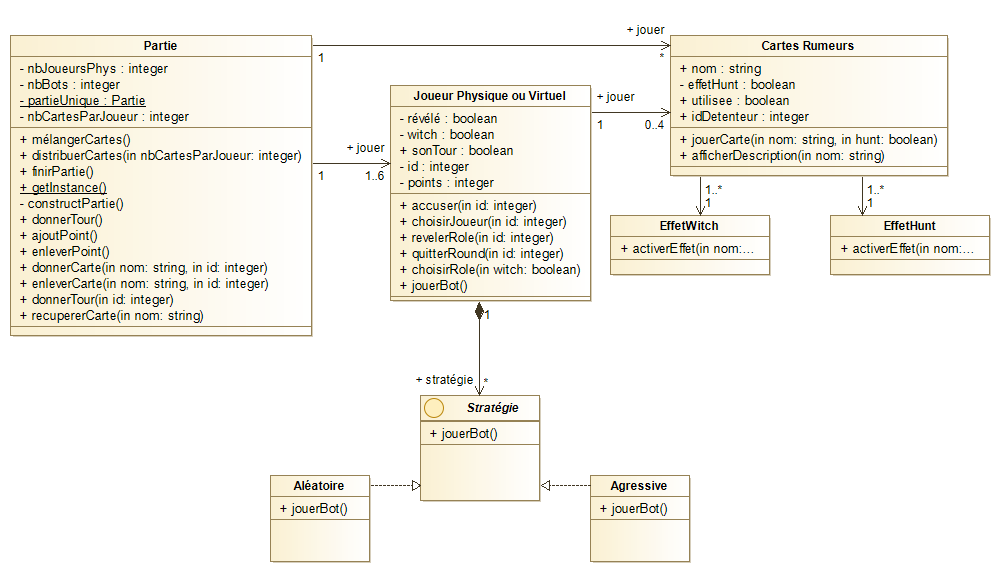 Partie
- nbJoueursPhys : integer
- nbBots : integer
- partieUnique : Partie
- nbCartesParJoueur : integer
+ mélangerCartes()
+ distribuerCartes(in nbCartesParJoueur: integer)
+ finirPartie()
+ getInstance()
- constructPartie()
+ donnerTour()
+ ajoutPoint()
+ enleverPoint()
+ donnerCarte(in nom: string, in id: integer)
+ enleverCarte(in nom: string, in id: integer)
+ donnerTour(in id: integer)
+ recupererCarte(in nom: string)
1
+ jouer
*
+ jouer
1
1..6
Joueur Physique ou Virtuel
- révélé : boolean
- witch : boolean
+ sonTour : boolean
- id : integer
- points : integer
+ accuser(in id: integer)
+ choisirJoueur(in id: integer)
+ revelerRole(in id: integer)
+ quitterRound(in id: integer)
+ choisirRole(in witch: boolean)
+ jouerBot()
+ jouer
1
0..4
Cartes Rumeurs
+ nom : string
- effetHunt : boolean
+ utilisee : boolean
+ idDetenteur : integer
+ jouerCarte(in nom: string, in hunt: boolean)
+ afficherDescription(in nom: string)
1..*
1
1..*
1
EffetWitch
+ activerEffet(in nom:...
EffetHunt
+ activerEffet(in nom:...
1
+ stratégie
*
Stratégie
+ jouerBot()
Aléatoire
+ jouerBot()
Agressive
+ jouerBot()